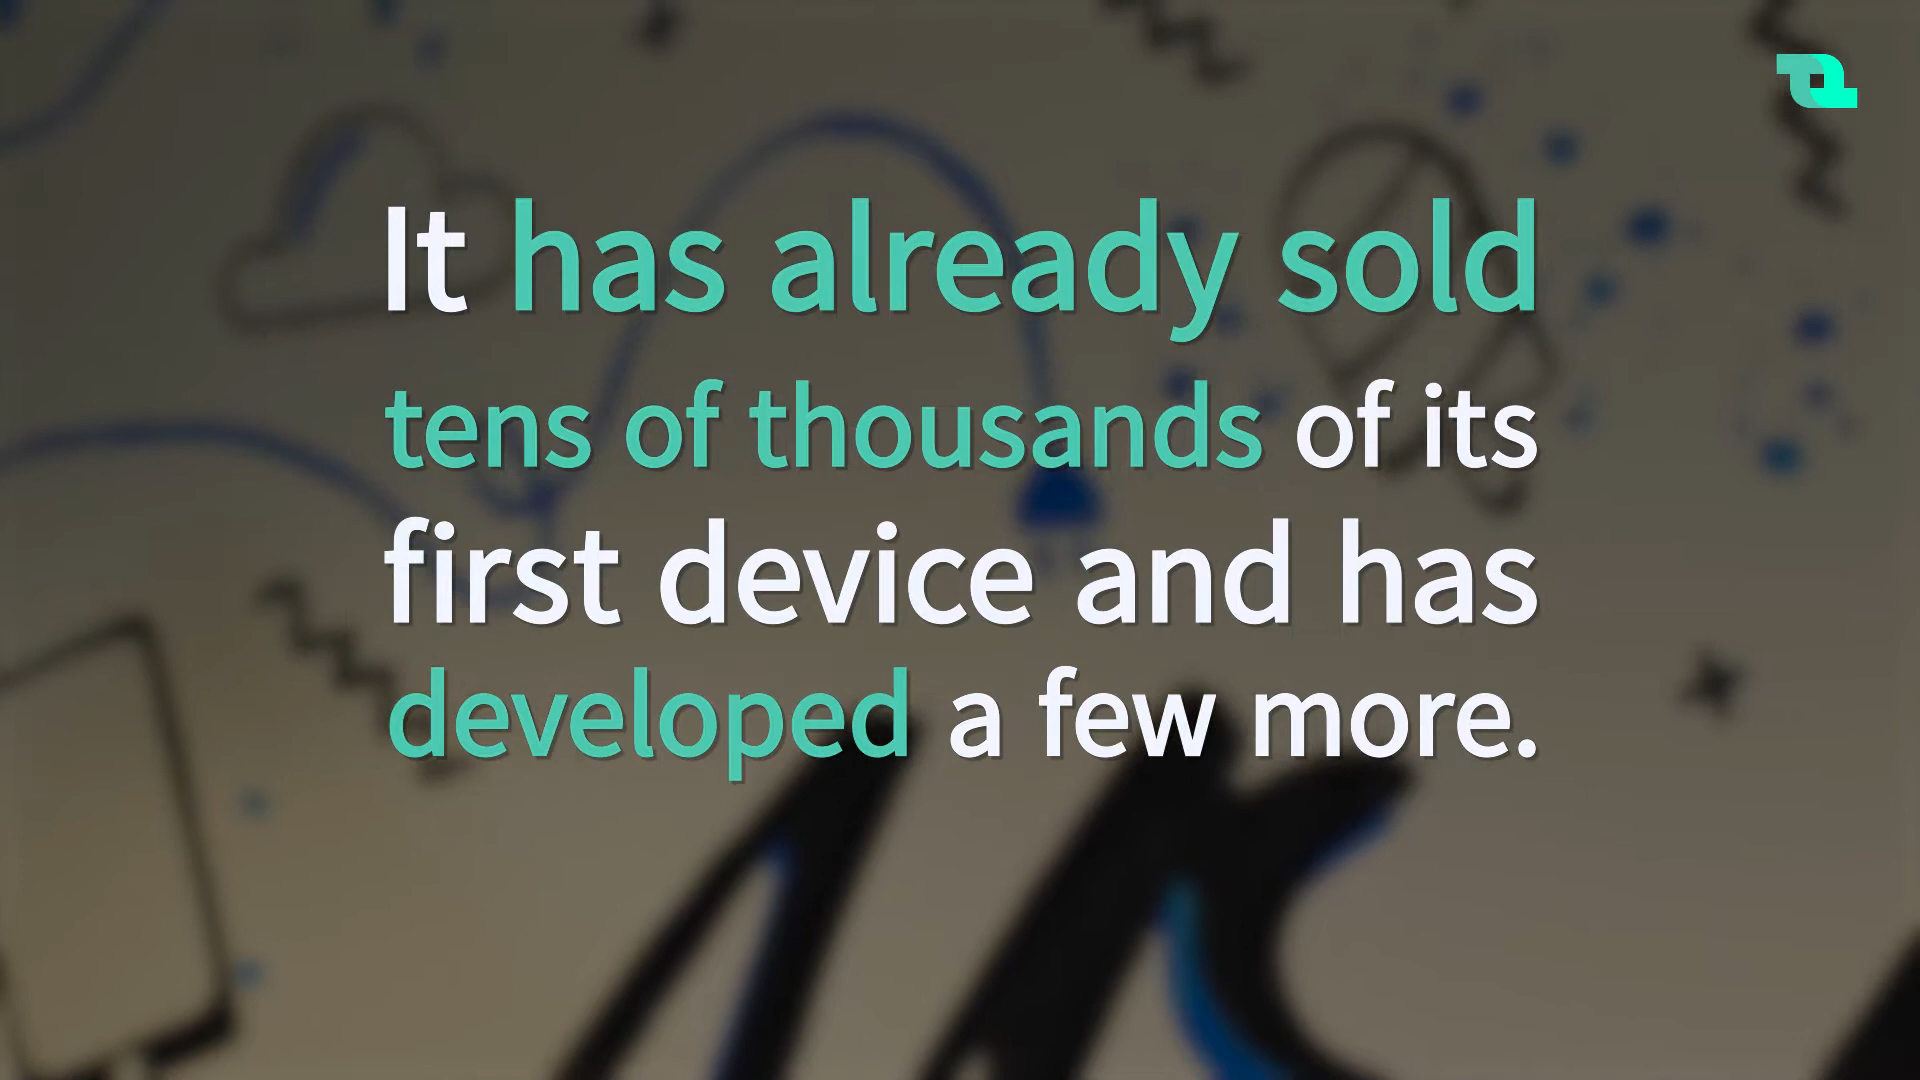 It has already sold
tens of thousands of its
first device and has
developed a few more.